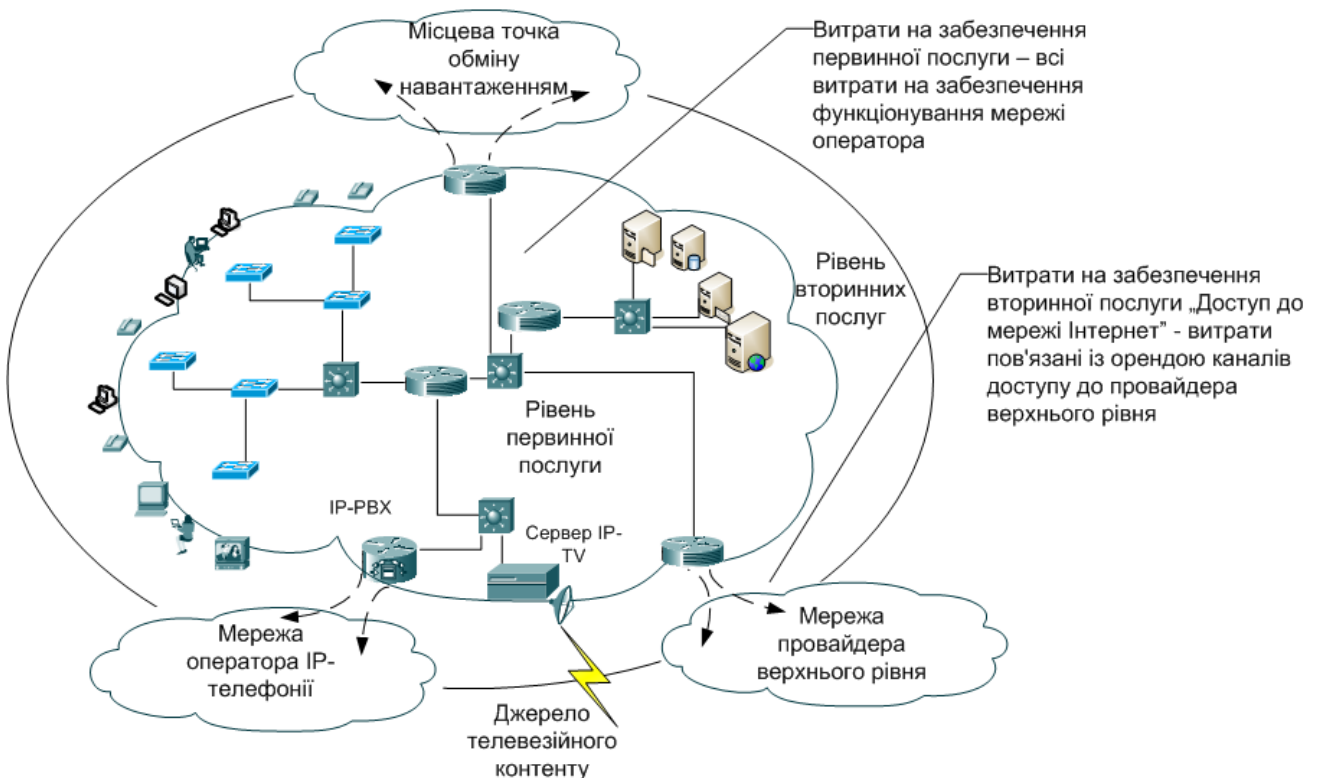 Місцева точка
обміну
навантаженням
Витрати на забезпечення
первинної послуги – всі
витрати на забезпечення
функціонування мережі
оператора
Рівень
вторинних
послуг
Витрати на забезпечення
вторинної послуги „Доступ до
мережі Інтернет” - витрати
пов'язані із орендою каналів
доступу до провайдера
верхнього рівня
Рівень
первинної
послуги
IP-PBX
Сервер IP-
TV
Мережа
оператора IP-
телефонії
Мережа
провайдера
верхнього рівня
Джерело
телевезійного
контенту